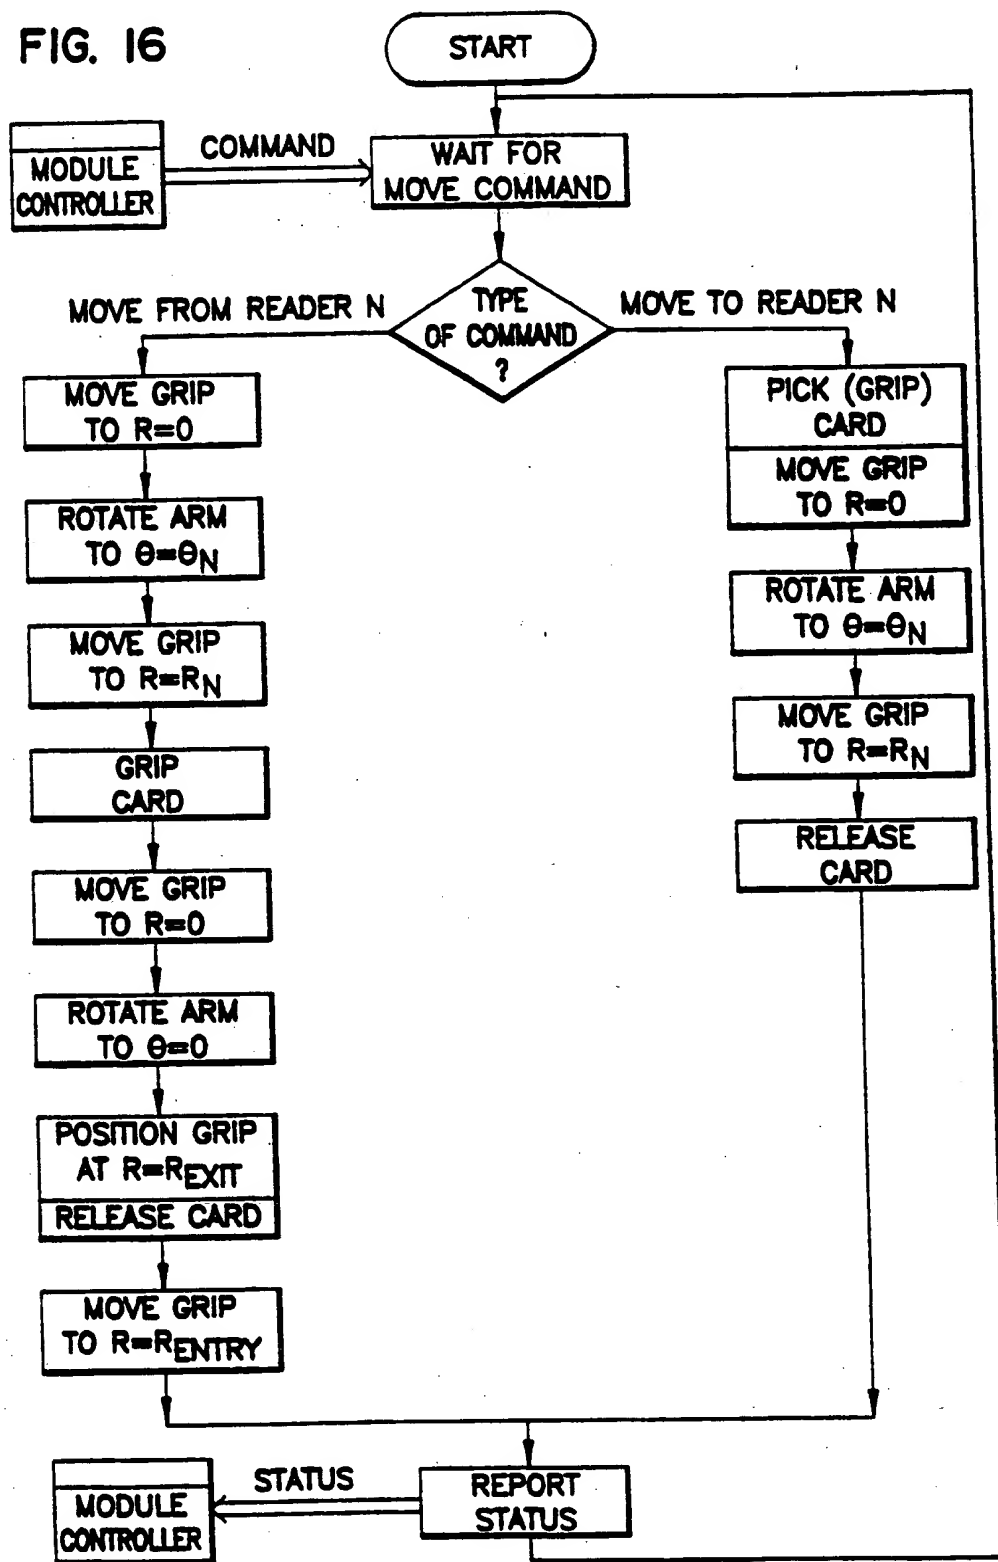 FIG. 16
START
COMMAND
MODULE
CONTROLLER
WAIT FOR
MOVE COMMAND
TYPE
OF COMMAND
?
MOVE FROM READER N
MOVE TO READER N
MOVE GRIP
TO R=0
ROTATE ARM
TO θ=θN
MOVE GRIP
TO R=RN
GRIP
CARD
MOVE GRIP
TO R=0
ROTATE ARM
TO θ=0
POSITION GRIP
AT R=REXIT
RELEASE CARD
MOVE GRIP
TO R=RENTRY
PICK (GRIP)
CARD
MOVE GRIP
TO R=0
ROTATE ARM
TO θ=θN
MOVE GRIP
TO R=RN
RELEASE
CARD
REPORT
STATUS
STATUS
MODULE
CONTROLLER